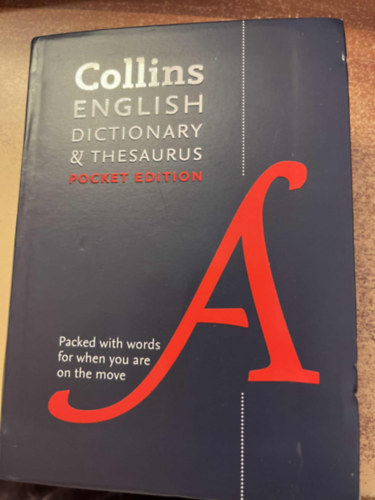 Collins
ENGLISH
DICTIONARY
& THESAURUS
POCKET EDITION
A
Packed with words
for when you are
on the move